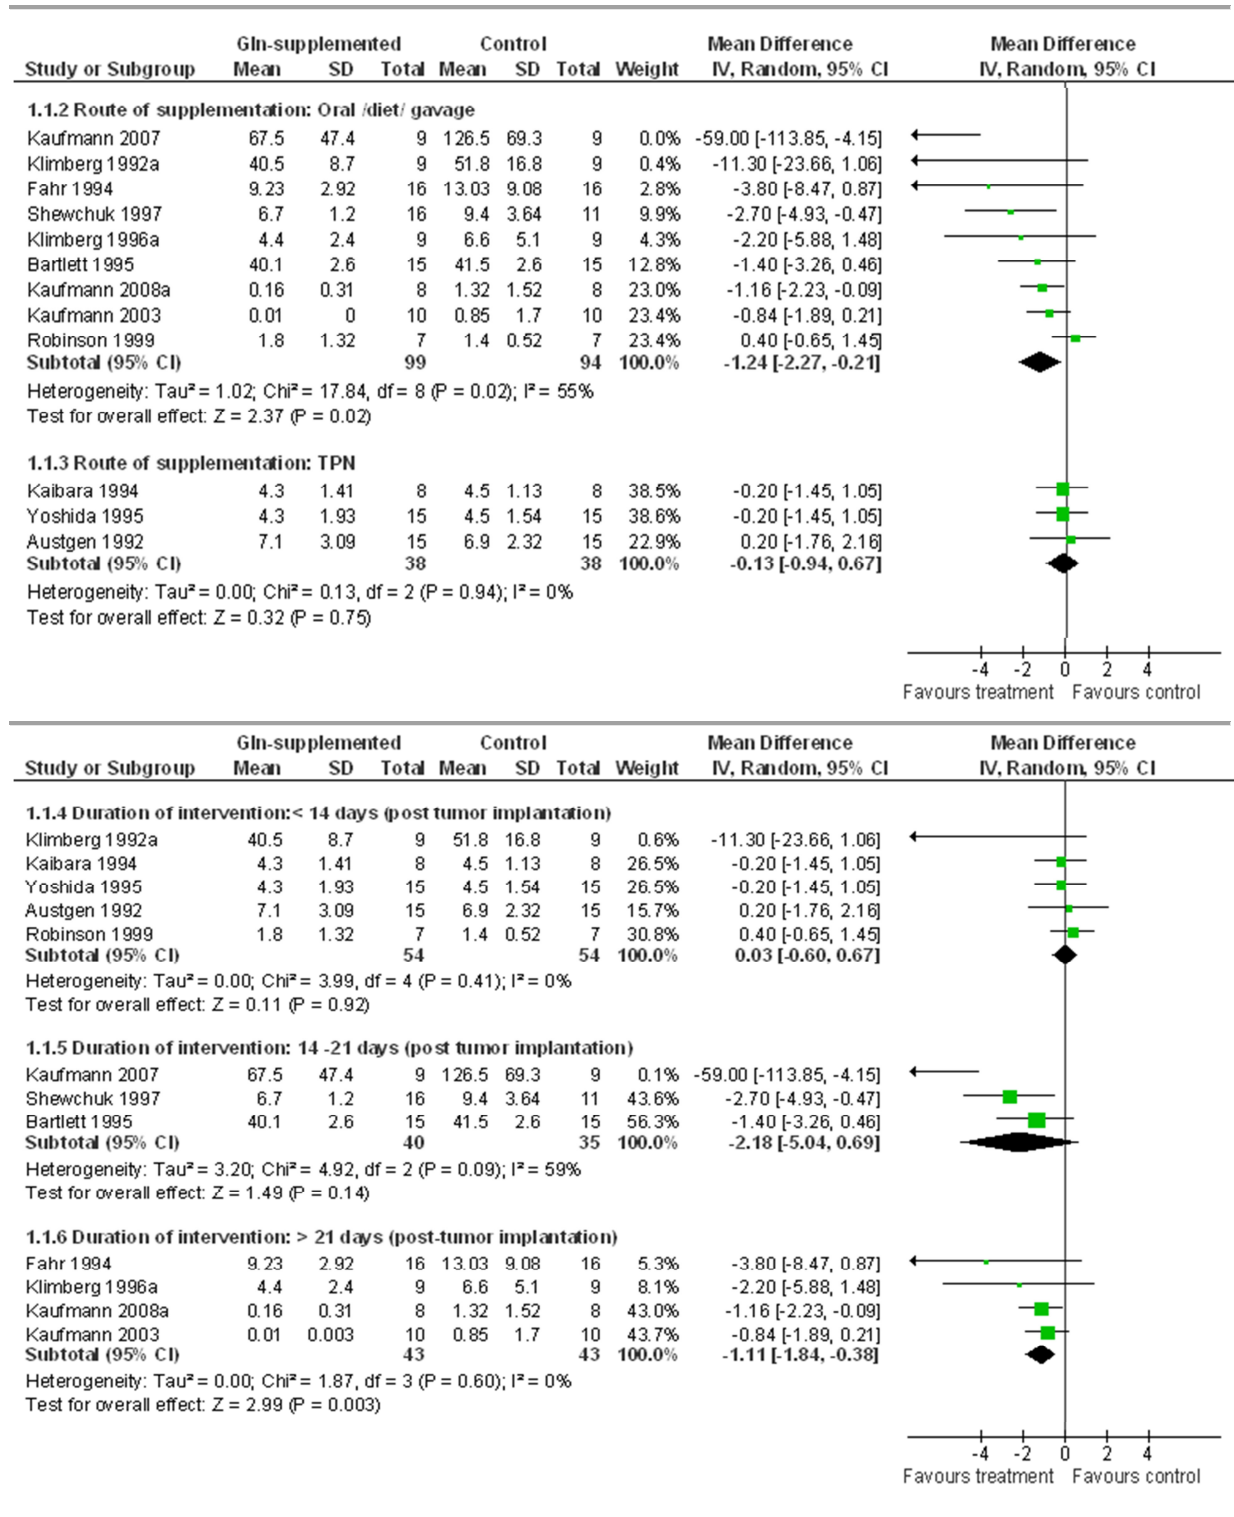 Gln-supplemented Control Mean Difference Mean Difference
Study or Subgroup Mean SD Total Mean SD Total Weight IV, Random, 95% CI IV, Random, 95% CI
1.1.2 Route of supplementation: Oral /diet/ gavage
Kaufmann 2007 67.5 47.4 9 126.5 69.3 9 0.0% -59.00 [-113.85, -4.15]
Klimberg 1992a 40.5 8.7 9 51.8 16.8 9 0.4% -11.30 [-23.66, 1.06]
Fahr 1994 9.23 2.92 16 13.03 9.08 16 2.8% -3.80 [-8.47, 0.87]
Shewchuk 1997 6.7 1.2 16 9.4 3.64 11 9.9% -2.70 [-4.93, -0.47]
Klimberg 1996a 4.4 2.4 9 6.6 5.1 9 4.3% -2.20 [-5.88, 1.48]
Bartlett 1995 40.1 2.6 15 41.5 2.6 15 12.8% -1.40 [-3.26, 0.46]
Kaufmann 2008a 0.16 0.31 8 1.32 1.52 8 23.0% -1.16 [-2.23, -0.09]
Kaufmann 2003 0.01 0 10 0.85 1.7 10 23.4% -0.84 [-1.89, 0.21]
Robinson 1999 1.8 1.32 7 1.4 0.52 7 23.4% 0.40 [-0.65, 1.45]
Subtotal (95% CI) 99 94 100.0% -1.24 [-2.27, -0.21]
Heterogeneity: Tau² = 1.02; Chi² = 17.84, df = 8 (P = 0.02); I² = 55%
Test for overall effect: Z = 2.37 (P = 0.02)
1.1.3 Route of supplementation: TPN
Kaibara 1994 4.3 1.41 8 4.5 1.13 8 38.5% -0.20 [-1.45, 1.05]
Yoshida 1995 4.3 1.93 15 4.5 1.54 15 38.6% -0.20 [-1.45, 1.05]
Austgen 1992 7.1 3.09 15 6.9 2.32 15 22.9% 0.20 [-1.76, 2.16]
Subtotal (95% CI) 38 38 100.0% -0.13 [-0.94, 0.67]
Heterogeneity: Tau² = 0.00; Chi² = 0.13, df = 2 (P = 0.94); I² = 0%
Test for overall effect: Z = 0.32 (P = 0.75)
-4 -2 0 2 4
Favours treatment Favours control
Gln-supplemented Control Mean Difference Mean Difference
Study or Subgroup Mean SD Total Mean SD Total Weight IV, Random, 95% CI IV, Random, 95% CI
1.1.4 Duration of intervention:< 14 days (post tumor implantation)
Klimberg 1992a 40.5 8.7 9 51.8 16.8 9 0.6% -11.30 [-23.66, 1.06]
Kaibara 1994 4.3 1.41 8 4.5 1.13 8 26.5% -0.20 [-1.45, 1.05]
Yoshida 1995 4.3 1.93 15 4.5 1.54 15 26.5% -0.20 [-1.45, 1.05]
Austgen 1992 7.1 3.09 15 6.9 2.32 15 15.7% 0.20 [-1.76, 2.16]
Robinson 1999 1.8 1.32 7 1.4 0.52 7 30.8% 0.40 [-0.65, 1.45]
Subtotal (95% CI) 54 54 100.0% 0.03 [-0.60, 0.67]
Heterogeneity: Tau² = 0.00; Chi² = 3.99, df = 4 (P = 0.41); I² = 0%
Test for overall effect: Z = 0.11 (P = 0.92)
1.1.5 Duration of intervention: 14 -21 days (post tumor implantation)
Kaufmann 2007 67.5 47.4 9 126.5 69.3 9 0.1% -59.00 [-113.85, -4.15]
Shewchuk 1997 6.7 1.2 16 9.4 3.64 11 43.6% -2.70 [-4.93, -0.47]
Bartlett 1995 40.1 2.6 15 41.5 2.6 15 56.3% -1.40 [-3.26, 0.46]
Subtotal (95% CI) 40 35 100.0% -2.18 [-5.04, 0.69]
Heterogeneity: Tau² = 3.20; Chi² = 4.92, df = 2 (P = 0.09); I² = 59%
Test for overall effect: Z = 1.49 (P = 0.14)
1.1.6 Duration of intervention: > 21 days (post-tumor implantation)
Fahr 1994 9.23 2.92 16 13.03 9.08 16 5.3% -3.80 [-8.47, 0.87]
Klimberg 1996a 4.4 2.4 9 6.6 5.1 9 8.1% -2.20 [-5.88, 1.48]
Kaufmann 2008a 0.16 0.31 8 1.32 1.52 8 43.0% -1.16 [-2.23, -0.09]
Kaufmann 2003 0.01 0.003 10 0.85 1.7 10 43.7% -0.84 [-1.89, 0.21]
Subtotal (95% CI) 43 43 100.0% -1.11 [-1.84, -0.38]
Heterogeneity: Tau² = 0.00; Chi² = 1.87, df = 3 (P = 0.60); I² = 0%
Test for overall effect: Z = 2.99 (P = 0.003)
-4 -2 0 2 4
Favours treatment Favours control